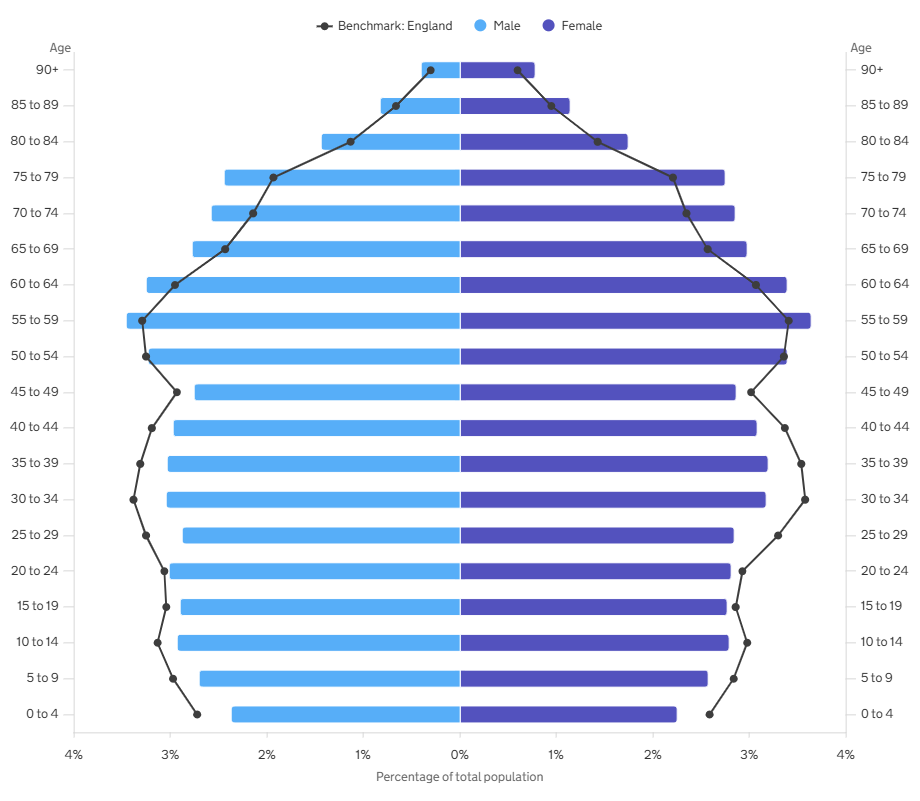 Benchmark: England Male Female
Age Age
90+ 90+
85 to 89 85 to 89
80 to 84 80 to 84
75 to 79 75 to 79
70 to 74 70 to 74
65 to 69 65 to 69
60 to 64 60 to 64
55 to 59 55 to 59
50 to 54 50 to 54
45 to 49 45 to 49
40 to 44 40 to 44
35 to 39 35 to 39
30 to 34 30 to 34
25 to 29 25 to 29
20 to 24 20 to 24
15 to 19 15 to 19
10 to 14 10 to 14
5 to 9 5 to 9
0 to 4 0 to 4
4% 3% 2% 1% 0% 1% 2% 3% 4%
Percentage of total population